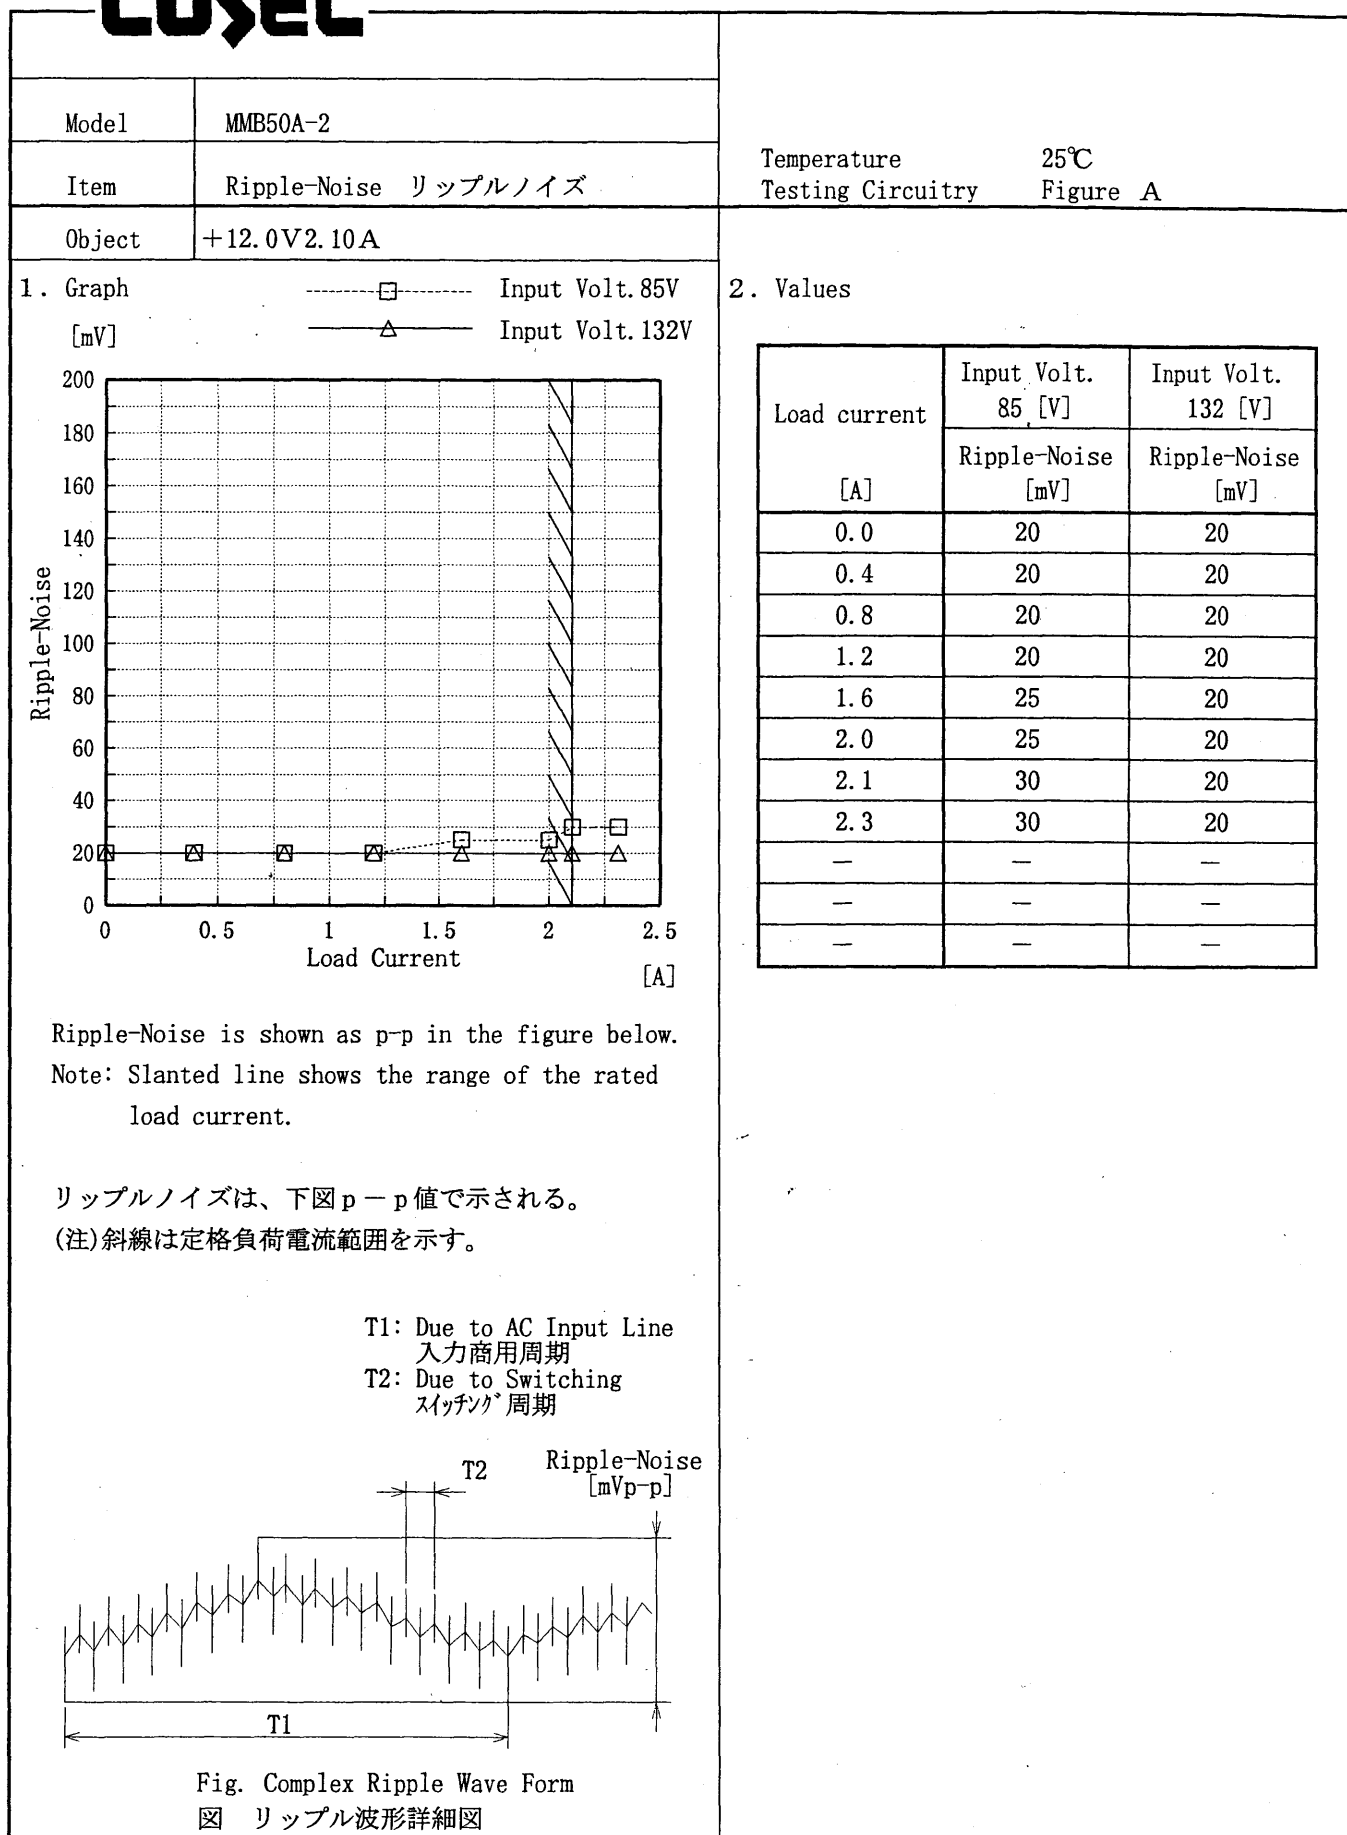 COSEL
Model MMB50A-2
Item Ripple-Noise リップルノイズ
Temperature 25℃
Testing Circuitry Figure A
Object +12.0V2.10A
1. Graph
Input Volt. 85V
[mV]
Input Volt. 132V
200
180
160
140
120
100
80
60
40
20
0
Ripple-Noise
0 0.5 1 1.5 2 2.5
Load Current
[A]
2. Values
Load current Input Volt. Input Volt.
85 [V] 132 [V]
Ripple-Noise Ripple-Noise
[A] [mV] [mV]
0.0 20 20
0.4 20 20
0.8 20 20
1.2 20 20
1.6 25 20
2.0 25 20
2.1 30 20
2.3 30 20
— — —
— — —
— — —
Ripple-Noise is shown as p-p in the figure below.
Note: Slanted line shows the range of the rated
load current.
リップルノイズは、下図p-p値で示される。
(注)斜線は定格負荷電流範囲を示す。
T1: Due to AC Input Line
入力商用周期
T2: Due to Switching
ｽｲｯﾁﾝｸﾞ周期
T2
Ripple-Noise
[mVp-p]
T1
Fig. Complex Ripple Wave Form
図 リップル波形詳細図